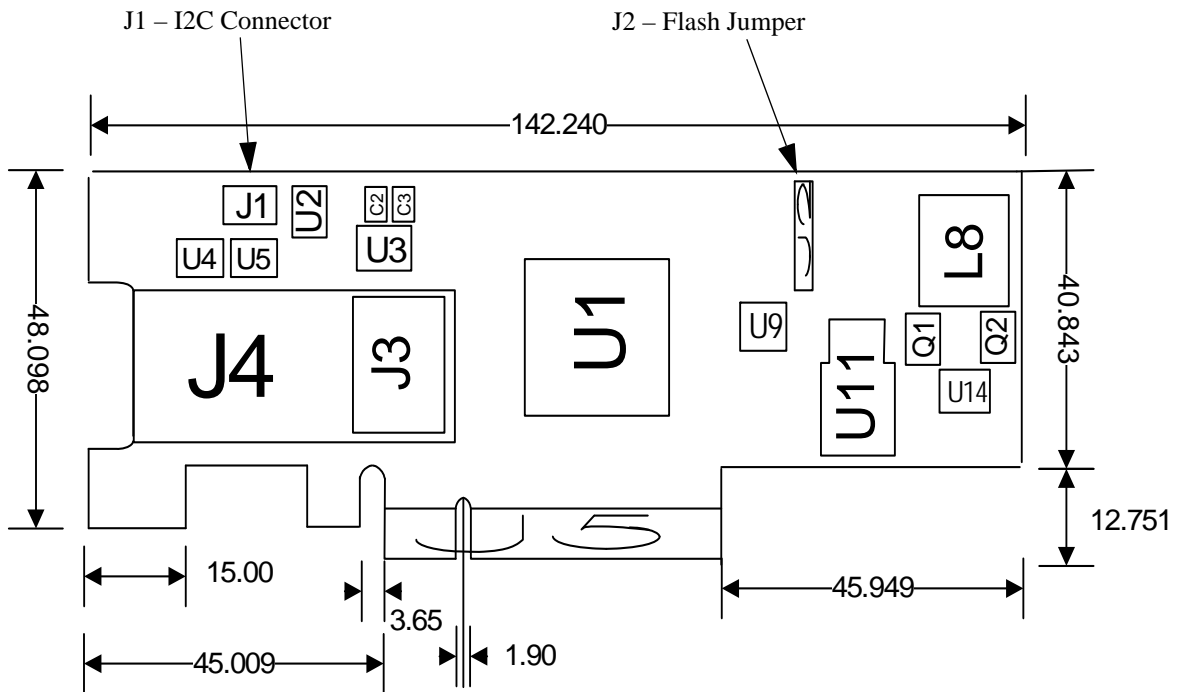 J1 – I2C Connector
J2 – Flash Jumper
142.240
J1
U2
C2
C3
J2
L8
U4
U5
U3
48.098
40.843
J4
J3
U1
U9
U11
Q1
Q2
U14
J5
12.751
15.00
3.65
45.949
45.009
1.90